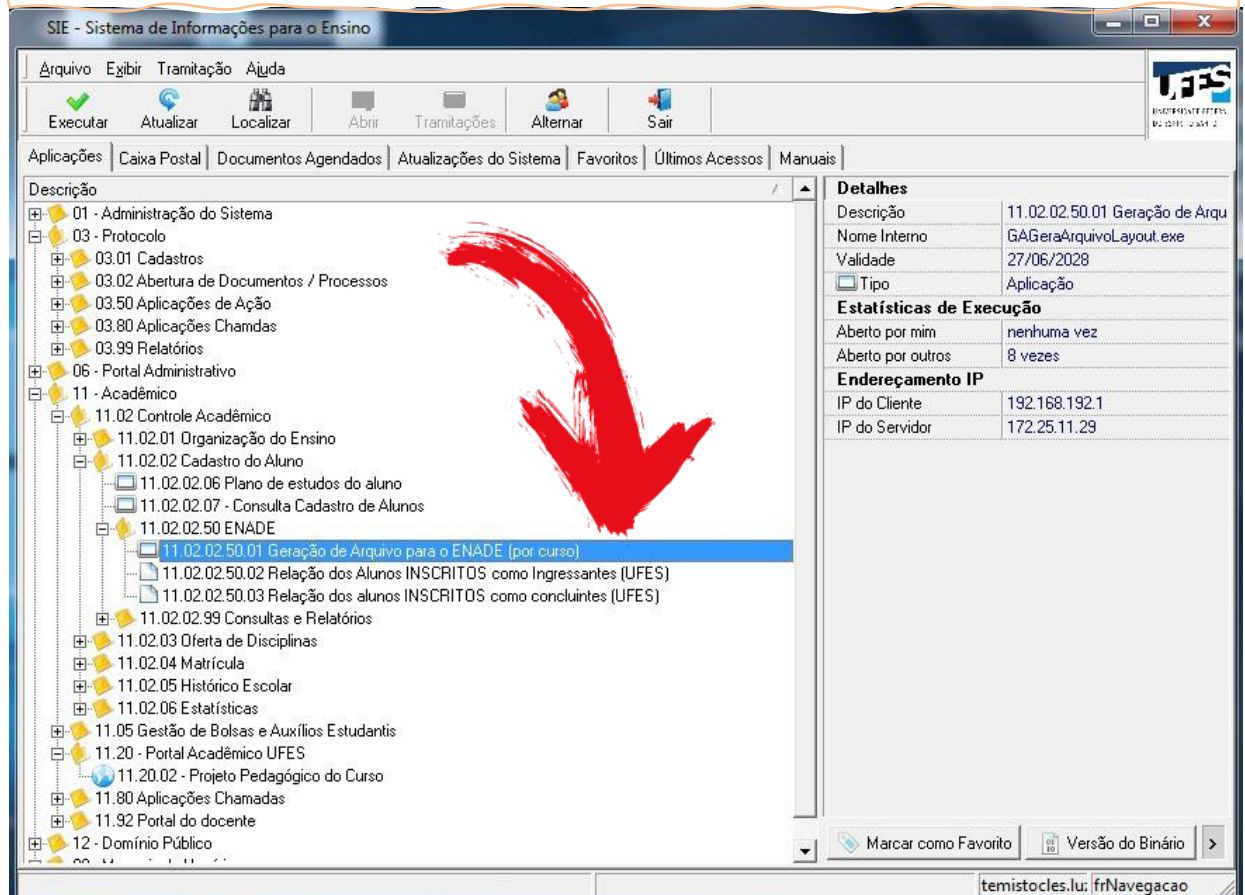 SIE - Sistema de Informações para o Ensino
Arquivo Exibir Tramitação Ajuda
Executar Atualizar Localizar Abrir Tramitações Alternar Sair
UFES
Aplicações Caixa Postal Documentos Agendados Atualizações do Sistema Favoritos Últimos Acessos Manuais
Descrição
01 - Administração do Sistema
03 - Protocolo
03.01 Cadastros
03.02 Abertura de Documentos / Processos
03.50 Aplicações de Ação
03.80 Aplicações Chamdas
03.99 Relatórios
06 - Portal Administrativo
11 - Acadêmico
11.02 Controle Acadêmico
11.02.01 Organização do Ensino
11.02.02 Cadastro do Aluno
11.02.02.06 Plano de estudos do aluno
11.02.02.07 - Consulta Cadastro de Alunos
11.02.02.50 ENADE
11.02.02.50.01 Geração de Arquivo para o ENADE (por curso)
11.02.02.50.02 Relação dos Alunos INSCRITOS como Ingressantes (UFES)
11.02.02.50.03 Relação dos alunos INSCRITOS como concluintes (UFES)
11.02.02.99 Consultas e Relatórios
11.02.03 Oferta de Disciplinas
11.02.04 Matrícula
11.02.05 Histórico Escolar
11.02.06 Estatísticas
11.05 Gestão de Bolsas e Auxílios Estudantis
11.20 - Portal Acadêmico UFES
11.20.02 - Projeto Pedagógico do Curso
11.80 Aplicações Chamadas
11.92 Portal do docente
12 - Domínio Público
Detalhes
Descrição 11.02.02.50.01 Geração de Arqu
Nome Interno GAGeraArquivoLayout.exe
Validade 27/06/2028
Tipo Aplicação
Estatísticas de Execução
Aberto por mim nenhuma vez
Aberto por outros 8 vezes
Endereçamento IP
IP do Cliente 192.168.192.1
IP do Servidor 172.25.11.29
Marcar como Favorito Versão do Binário
temistocles.lu: frNavegacao